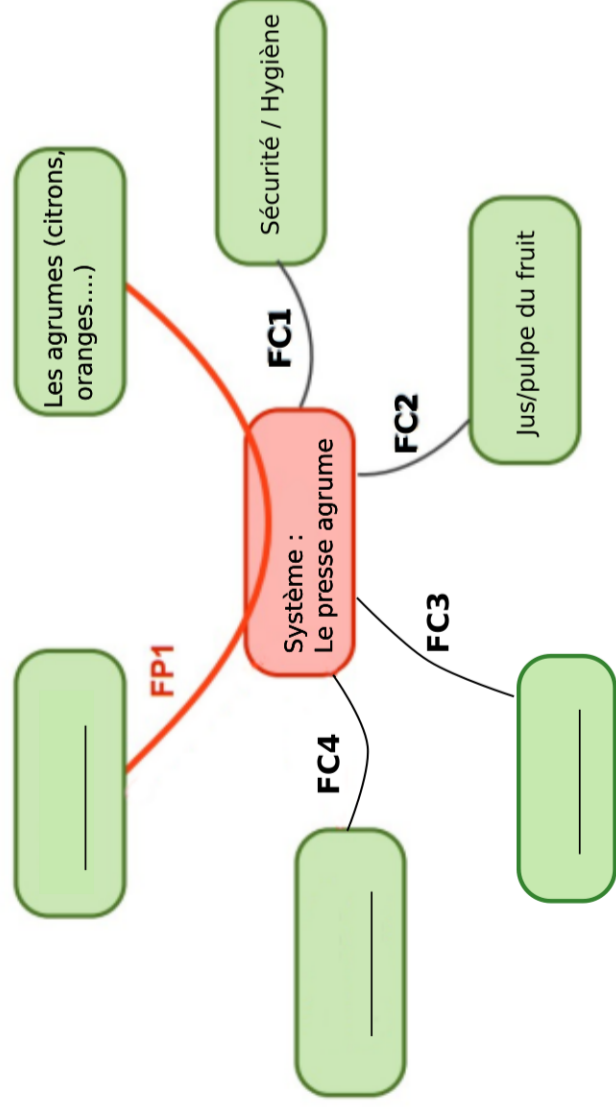 Les agrumes (citrons,
oranges....)
FP1
Sécurité / Hygiène
FC1
Système :
Le presse agrume
FC4
FC2
FC3
Jus/pulpe du fruit